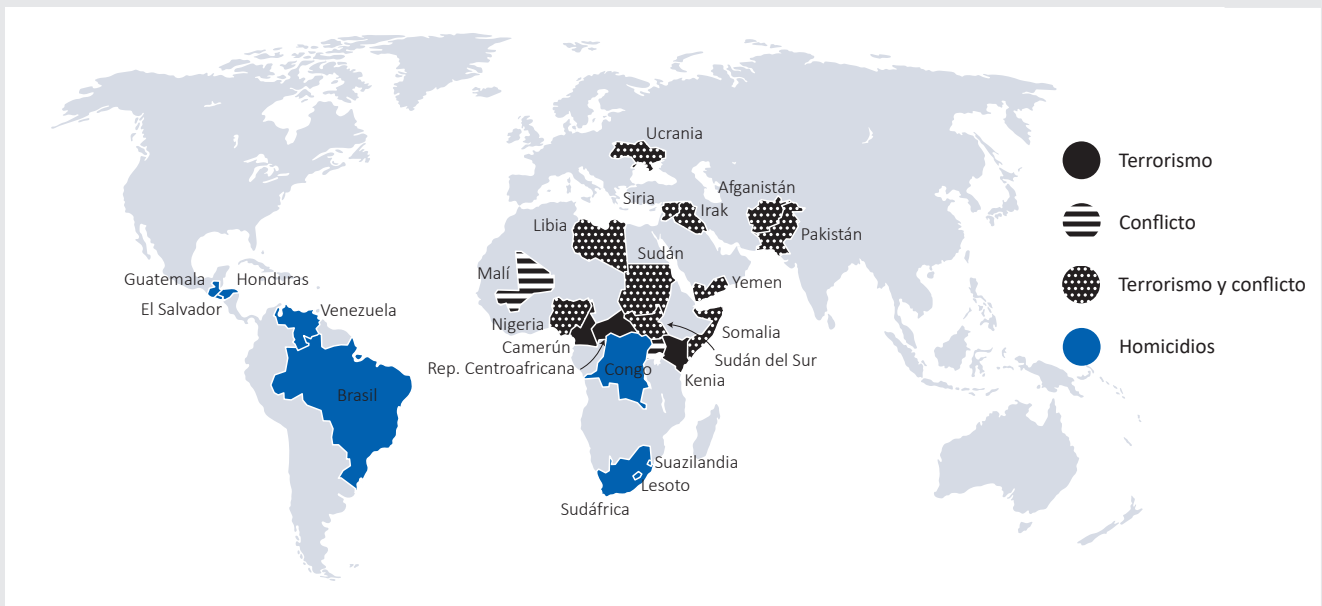 Ucrania
Siria
Afganistán
Irak
Libia
Pakistán
Sudán
Malí
Yemen
Guatemala
Honduras
El Salvador
Venezuela
Nigeria
Somalia
Camerún
Sudán del Sur
Rep. Centroafricana
Congo
Kenia
Brasil
Suazilandia
Lesoto
Sudáfrica
Terrorismo
Conflicto
Terrorismo y conflicto
Homicidios